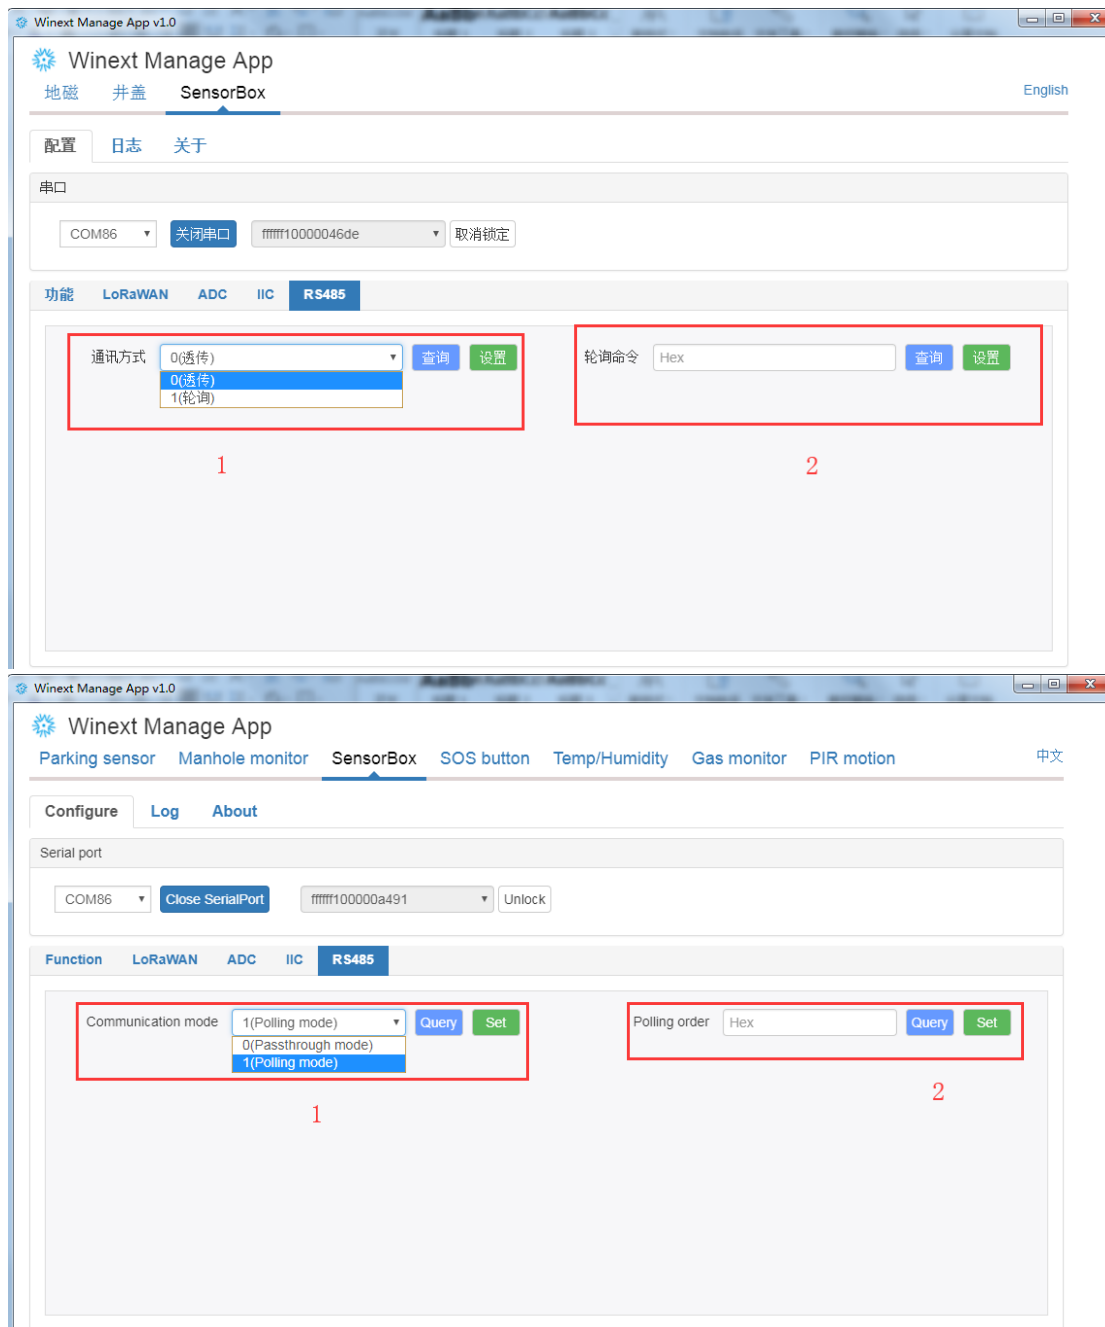 Winext Manage App v1.0
Winext Manage App
地磁 井盖 SensorBox English
配置 日志 关于
串口
COM86 关闭串口 ffffff10000046de 取消锁定
功能 LoRaWAN ADC IIC RS485
通讯方式 0(透传) 查询 设置 轮询命令 Hex 查询 设置
0(透传)
1(轮询)
1 2
Winext Manage App v1.0
Winext Manage App
Parking sensor Manhole monitor SensorBox SOS button Temp/Humidity Gas monitor PIR motion 中文
Configure Log About
Serial port
COM86 Close SerialPort ffffff100000a491 Unlock
Function LoRaWAN ADC IIC RS485
Communication mode 1(Polling mode) Query Set Polling order Hex Query Set
0(Passthrough mode)
1(Polling mode)
2
1